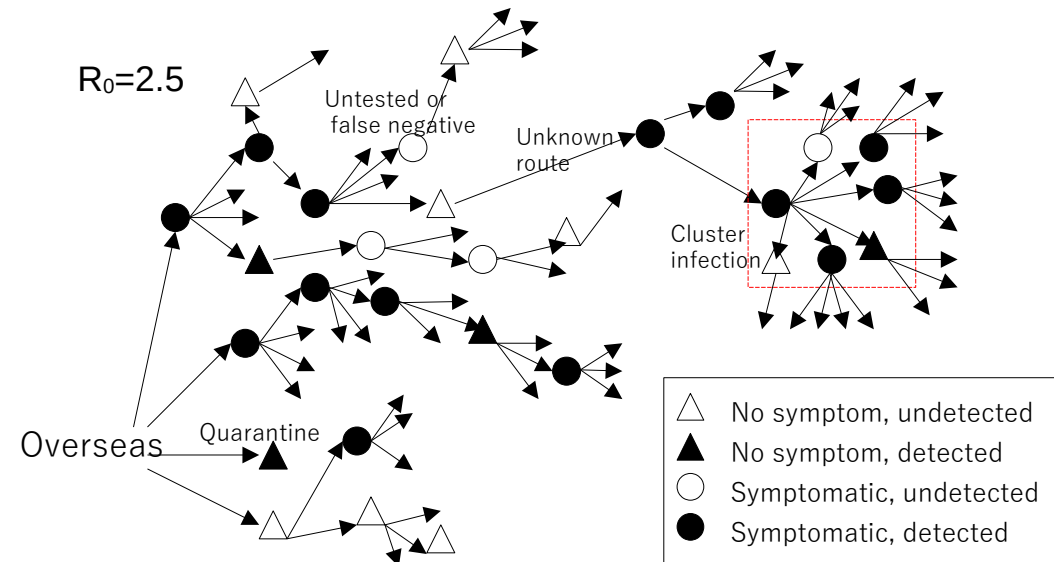 R₀=2.5
Untested or
false negative
Unknown
route
Cluster
infection
Overseas
Quarantine
No symptom, undetected
No symptom, detected
Symptomatic, undetected
Symptomatic, detected